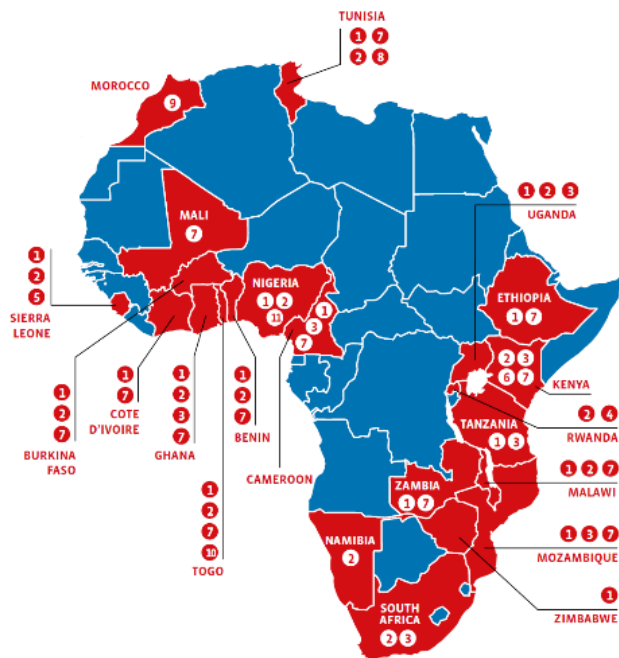 TUNISIA
1 7
2 8
MOROCCO
9
MALI
7
1 2 3
UGANDA
1
2
5
SIERRA
LEONE
NIGERIA
1 2
11
1
3
7
ETHIOPIA
1 7
2 3
6 7
KENYA
1
2
7
BURKINA
FASO
1
7
COTE
D'IVOIRE
1
2
3
7
GHANA
1
2
7
BENIN
CAMEROON
1
2
7
10
TOGO
2 4
RWANDA
TANZANIA
1 3
1 2 7
MALAWI
ZAMBIA
1 7
1 3 7
MOZAMBIQUE
NAMIBIA
2
1
ZIMBABWE
SOUTH
AFRICA
2 3